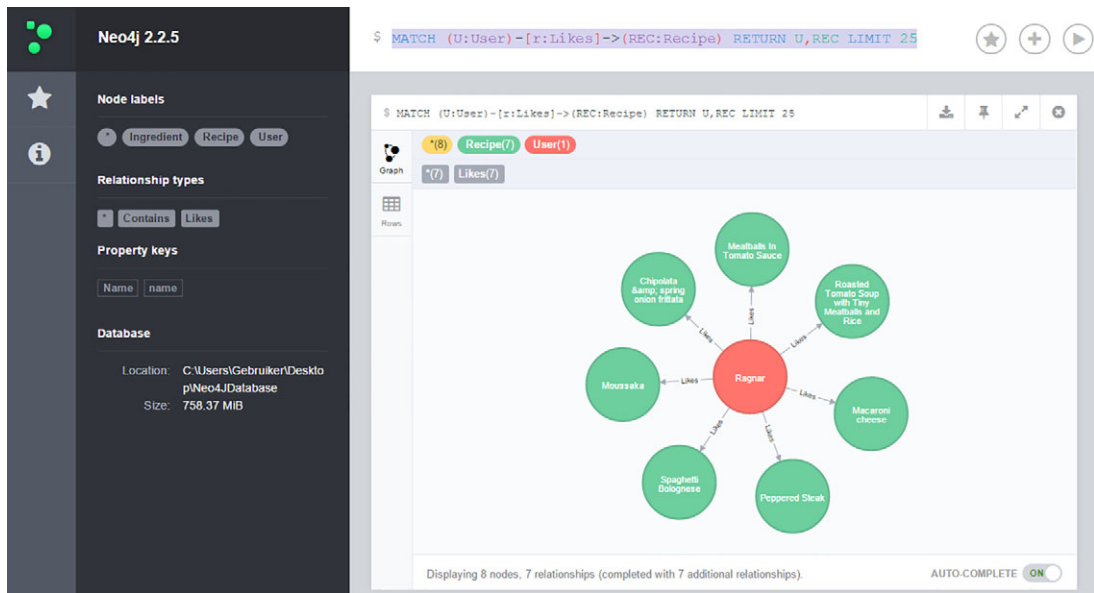 Neo4j 2.2.5
Node labels
* Ingredient Recipe User
Relationship types
* Contains Likes
Property keys
Name name
Database
Location: C:\Users\Gebruiker\Deskto
p\Neo4JDatabase
Size: 758.37 MiB
$ MATCH (U:User)-[r:Likes]->(REC:Recipe) RETURN U,REC LIMIT 25
$ MATCH (U:User)-[r:Likes]->(REC:Recipe) RETURN U,REC LIMIT 25
Graph
Rows
*(8) Recipe(7) User(1)
*(7) Likes(7)
Meatballs In
Tomato Sauce
Chipolata
&amp; spring
onion frittata
Roasted
Tomato Soup
with Tiny
Meatballs and
Rice
Likes
Likes
Likes
Moussaka
Likes
Ragnar
Likes
Macaroni
cheese
Likes
Likes
Spaghetti
Bolognese
Peppered Steak
Displaying 8 nodes, 7 relationships (completed with 7 additional relationships).
AUTO-COMPLETE ON